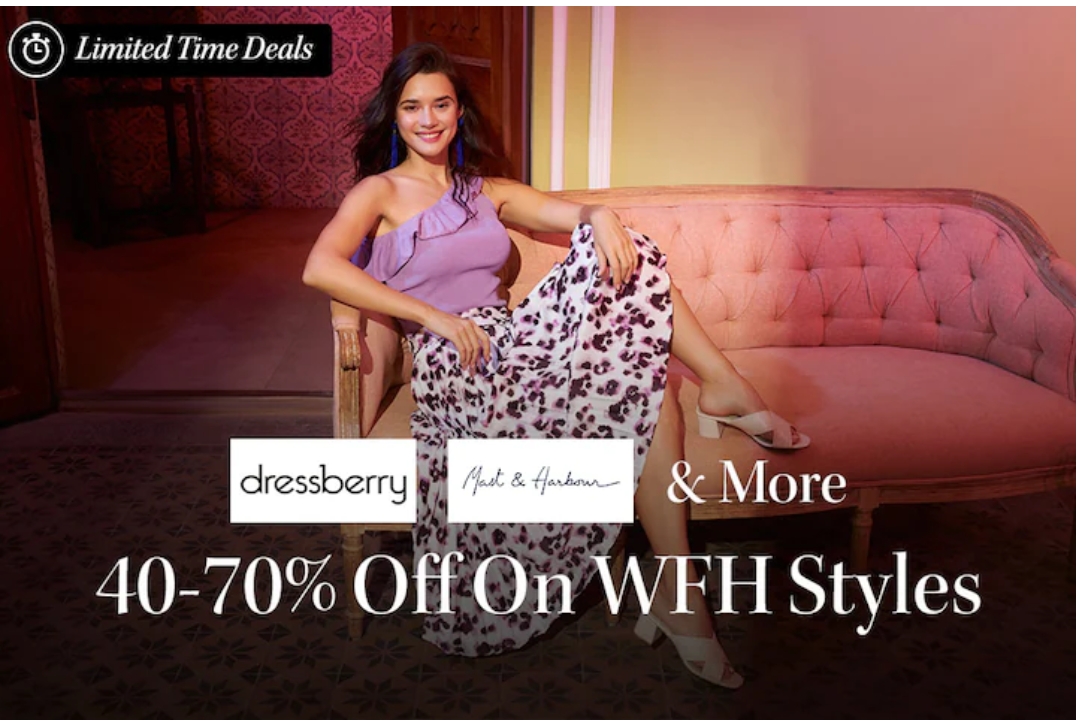 Limited Time Deals
dressberry Mast & Harbour & More
40-70% Off On WFH Styles